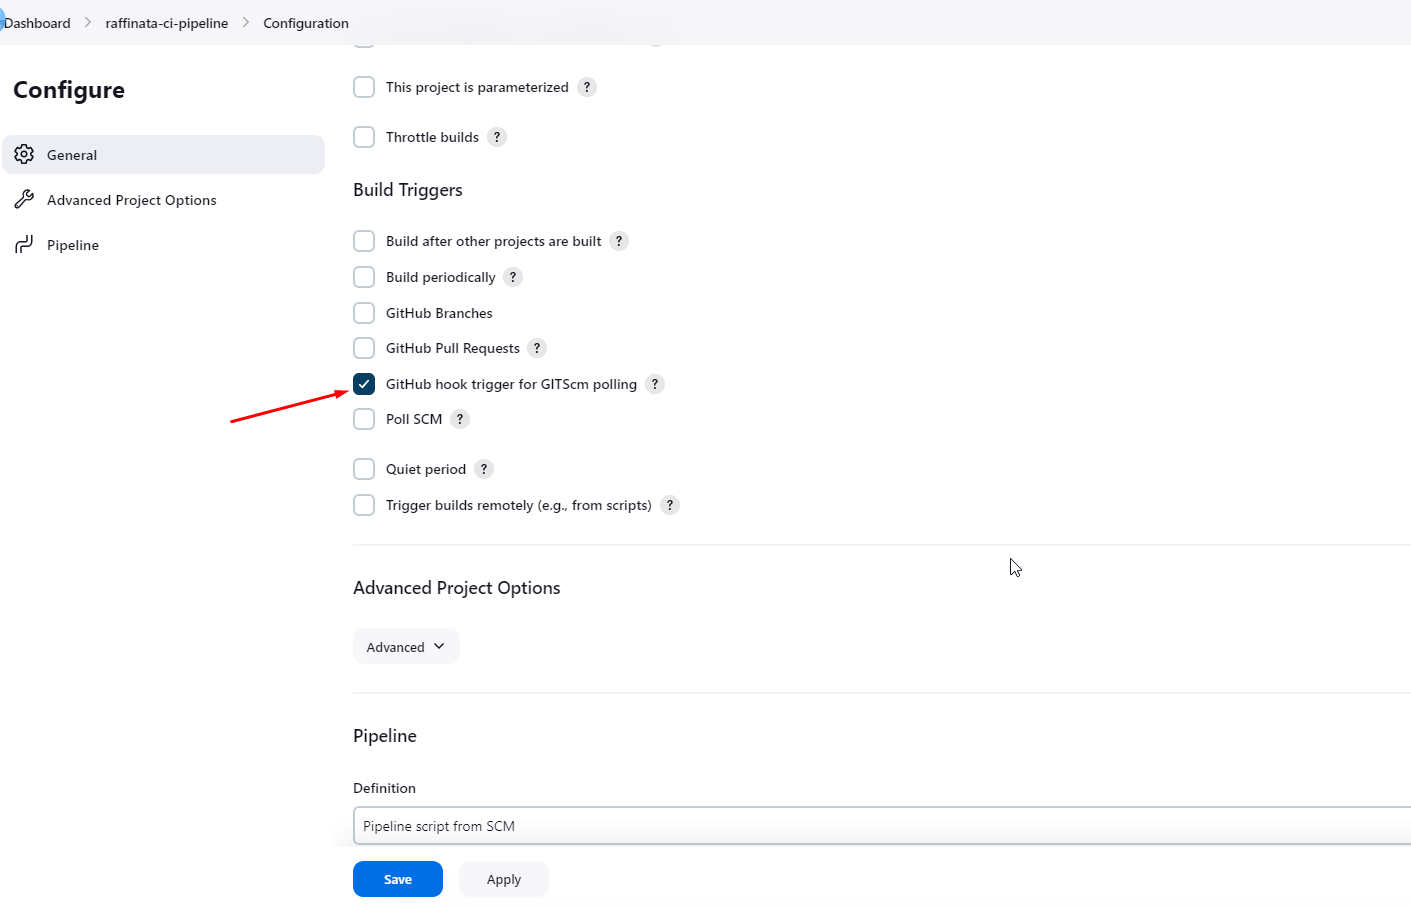 Dashboard > raffinata-ci-pipeline > Configuration
Configure
General
Advanced Project Options
Pipeline
This project is parameterized ?
Throttle builds ?
Build Triggers
Build after other projects are built ?
Build periodically ?
GitHub Branches
GitHub Pull Requests ?
GitHub hook trigger for GITScm polling ?
Poll SCM ?
Quiet period ?
Trigger builds remotely (e.g., from scripts) ?
Advanced Project Options
Advanced
Pipeline
Definition
Pipeline script from SCM
Save Apply